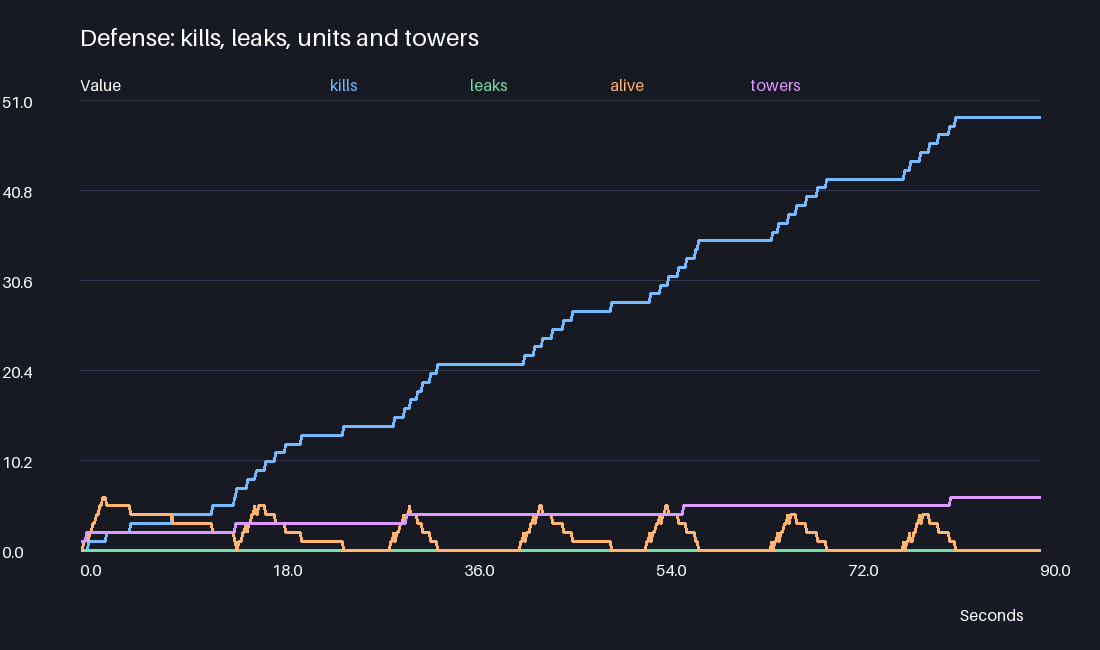 Defense: kills, leaks, units and towers
Value kills leaks alive towers
51.0
40.8
30.6
20.4
10.2
0.0
0.0 18.0 36.0 54.0 72.0 90.0
Seconds